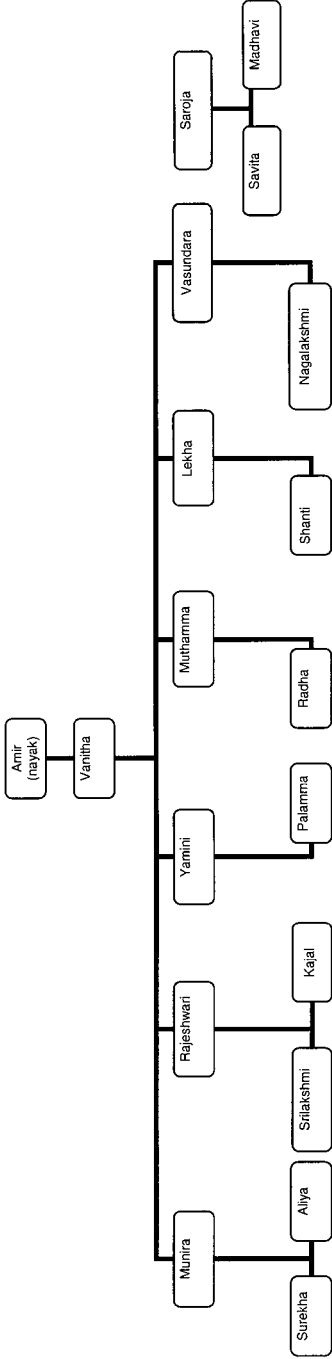 Amir
(nayak)
Vanitha
Munira
Rajeshwari
Yamini
Muthamma
Lekha
Vasundara
Saroja
Surekha
Aliya
Srilakshmi
Kajal
Palamma
Radha
Shanti
Nagalakshmi
Savita
Madhavi